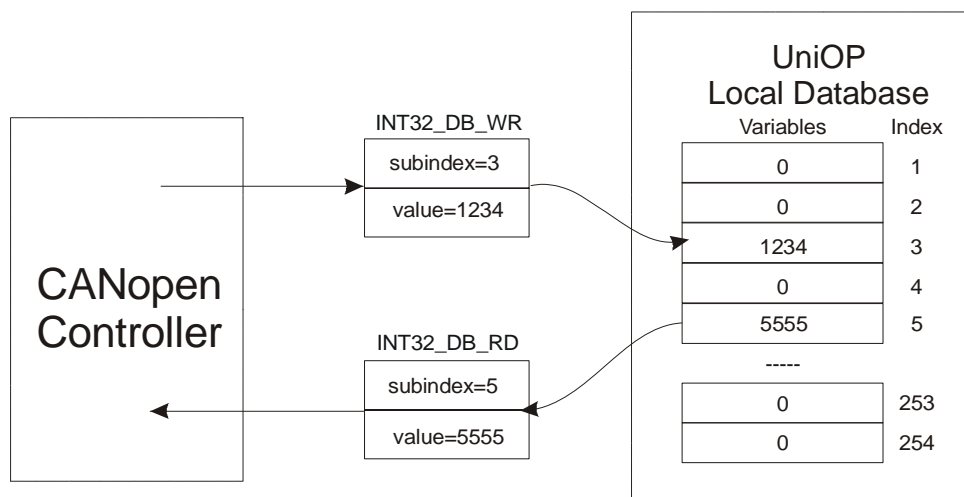 CANopen
Controller
INT32_DB_WR
subindex=3
value=1234
INT32_DB_RD
subindex=5
value=5555
UniOP
Local Database
Variables Index
0 1
0 2
1234 3
0 4
5555 5
-----
0 253
0 254